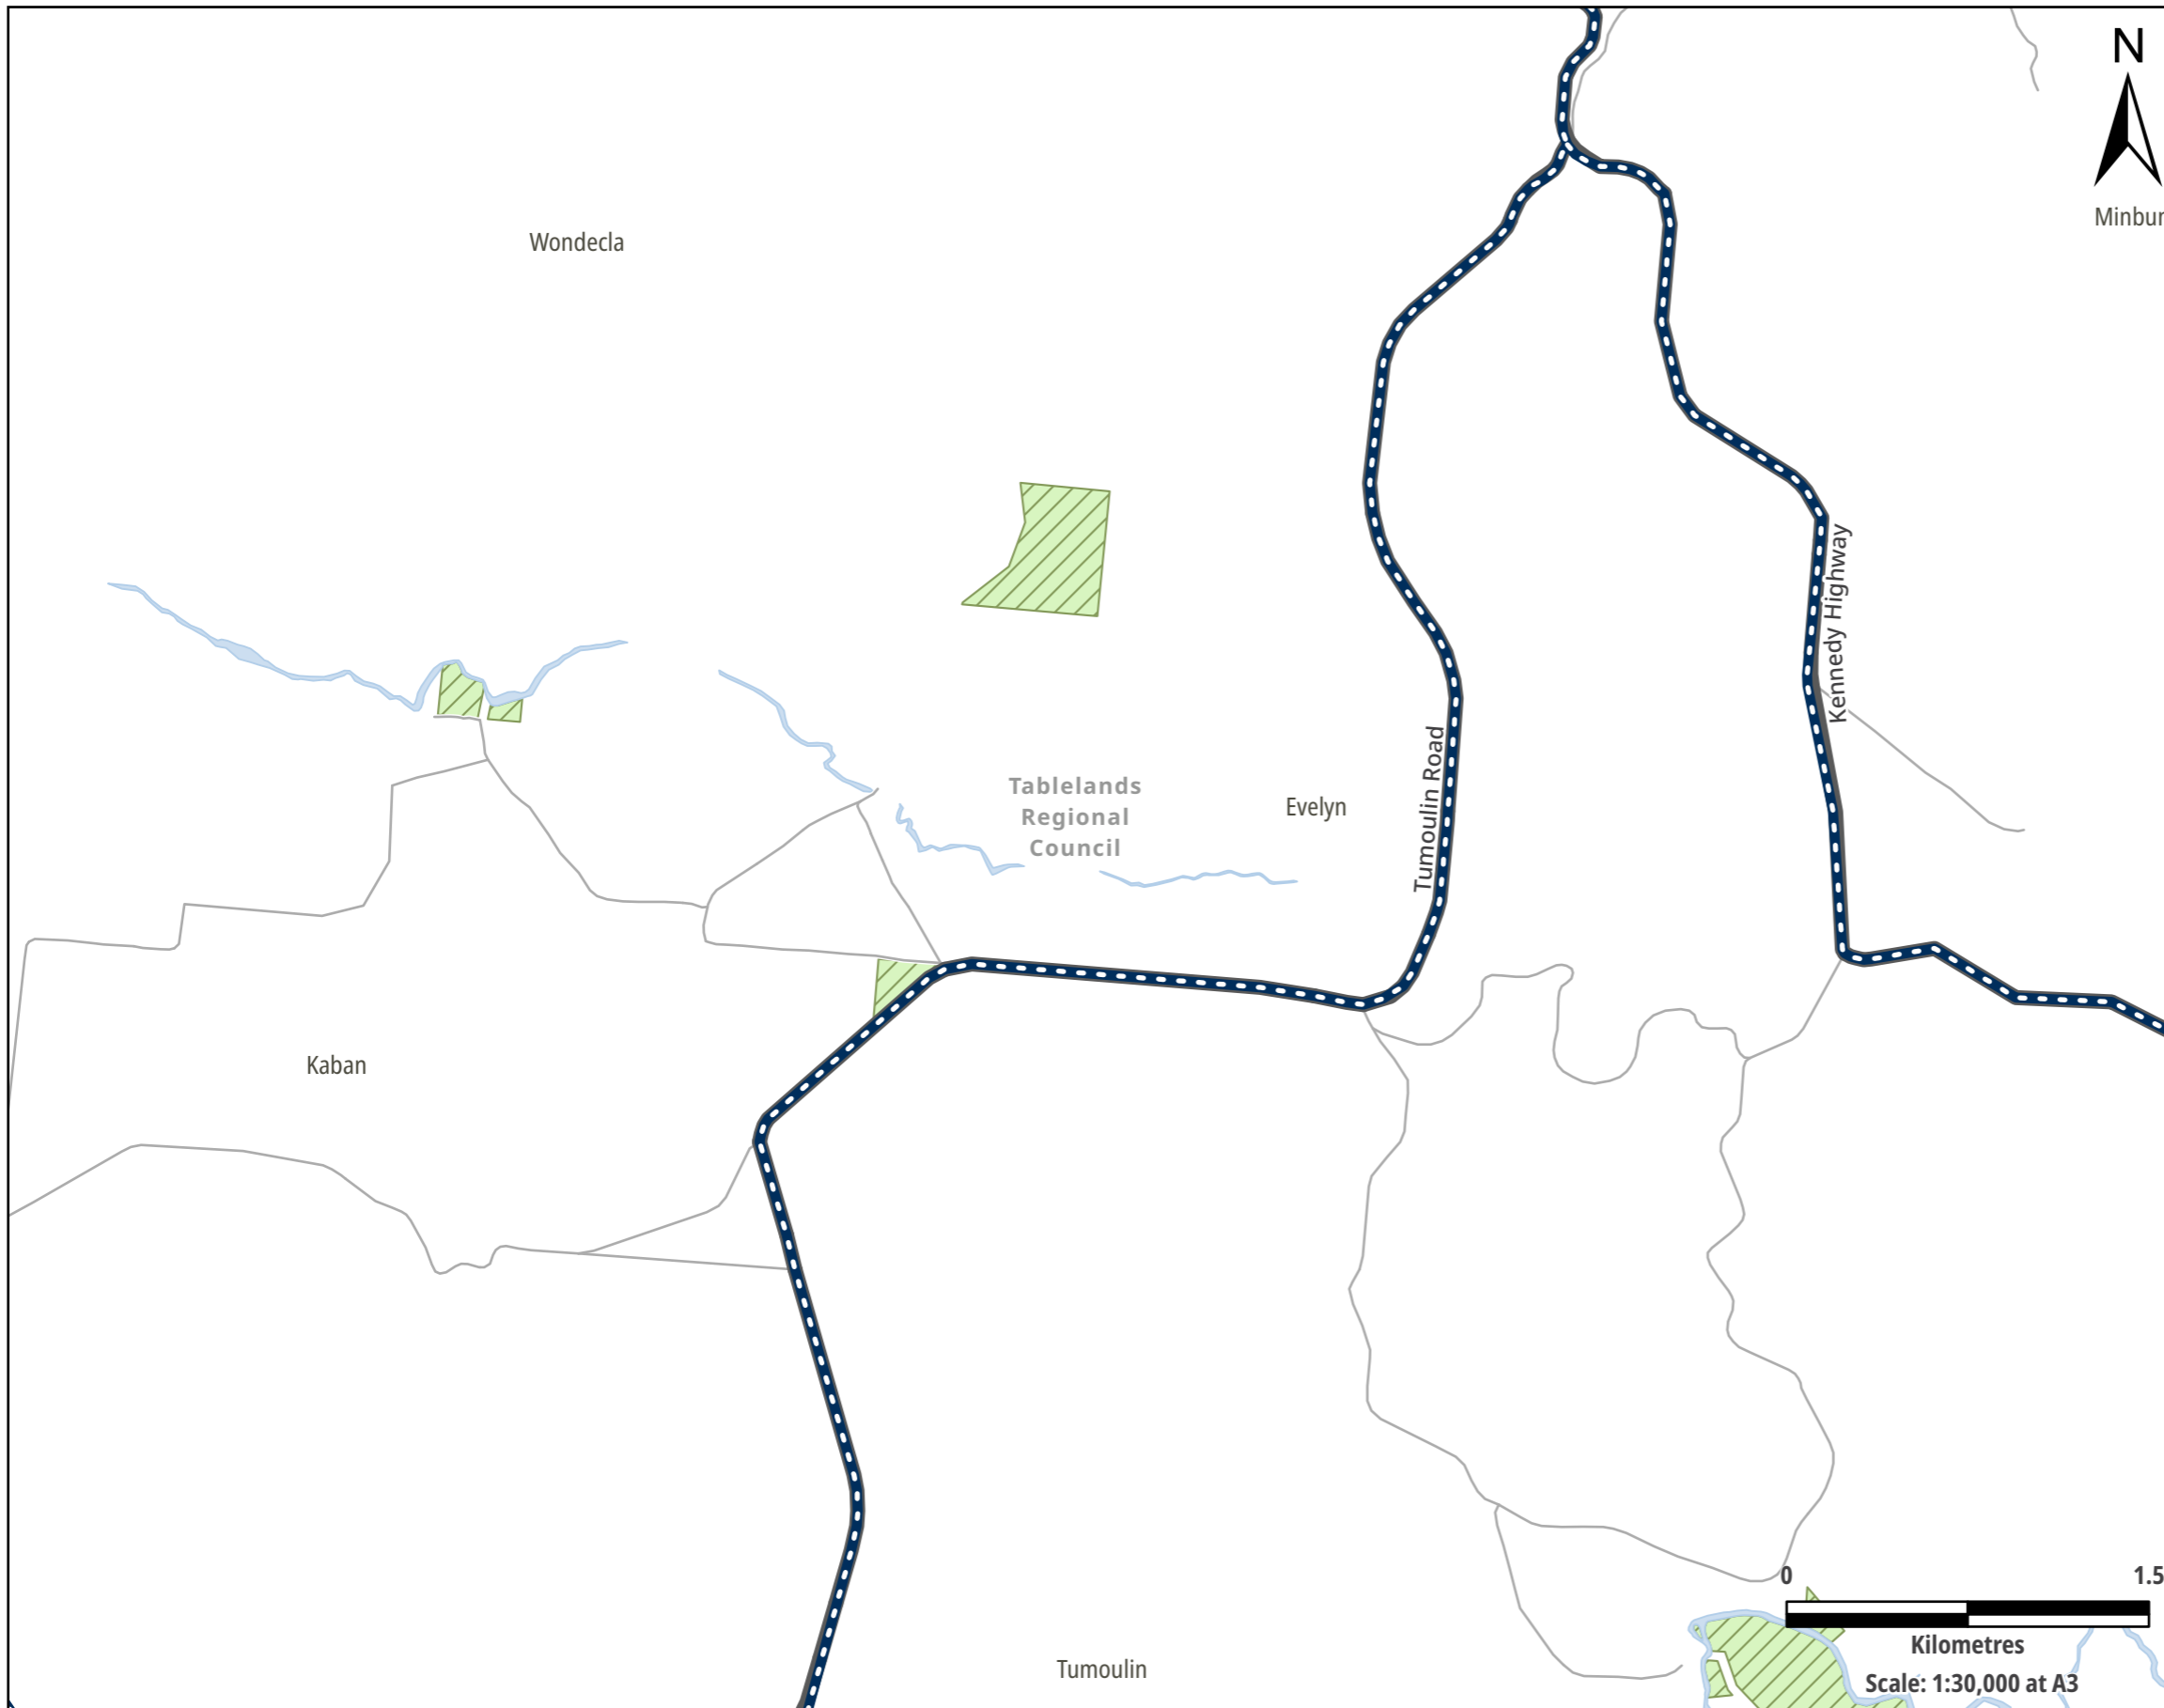 N
Minbur
Wondecla
Kennedy Highway
Tumoulin Road
Tablelands
Regional
Council
Evelyn
Kaban
0 1.5
Kilometres
Scale: 1:30,000 at A3
Tumoulin